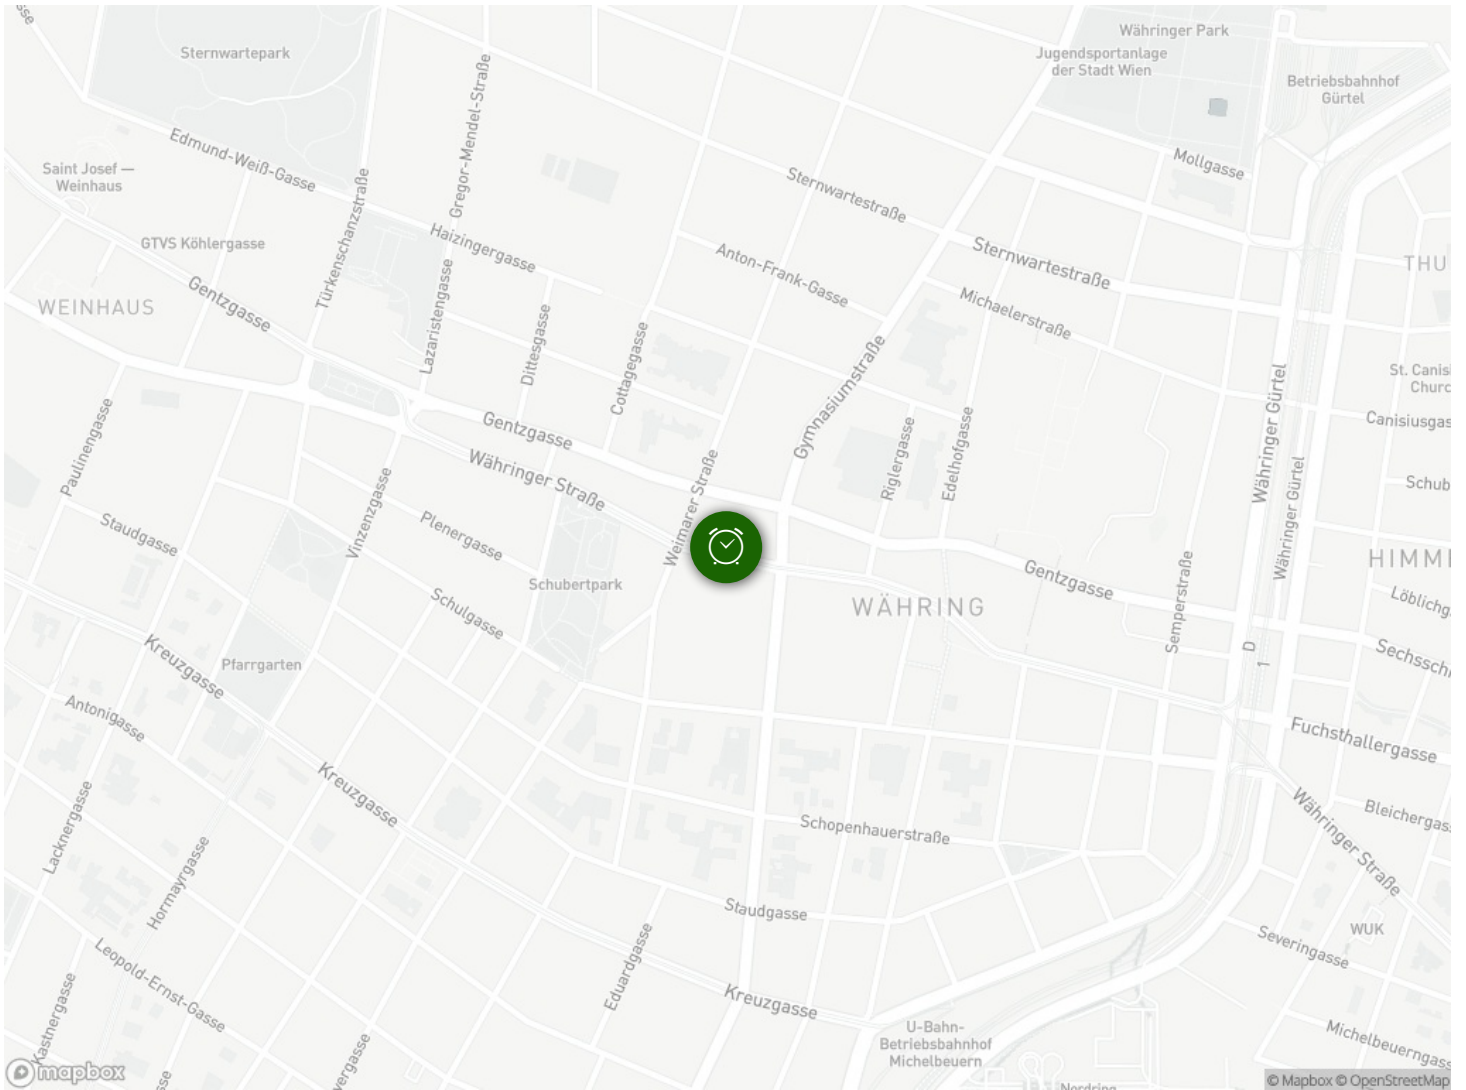 Sternwartepark
Währinger Park
Jugendsportanlage
der Stadt Wien
Betriebsbahnhof
Gürtel
Edmund-Weiß-Gasse
Gregor-Mendel-Straße
Mollgasse
Saint Josef —
Weinhaus
Sternwartestraße
Türkenschanzstraße
GTVS Köhlergasse
Haizingergasse
Anton-Frank-Gasse
Sternwartestraße
THU
WEINHAUS
Gentzgasse
Lazaristengasse
Dittesgasse
Cottagegasse
Michaelerstraße
Gymnasiumstraße
Währinger Gürtel
St. Canis
Churc
Canisiusgas
Paulinengasse
Gentzgasse
Währinger Straße
Weimarer Straße
Riglergasse
Edelhofgasse
Währinger Gürtel
Schub
Staudgasse
Vinzenzgasse
Plenergasse
Schubertpark
Schulgasse
WÄHRING
Gentzgasse
Semperstraße
HIMME
Löblichg
Sechssch
D
1
Kreuzgasse
Pfarrgarten
Antonigasse
Fuchsthallergasse
Kreuzgasse
Lacknergasse
Hormayrgasse
Schopenhauerstraße
Währinger Straße
Bleichergas
Staudgasse
Severingasse
WUK
Leopold-Ernst-Gasse
Kastnergasse
Eduardgasse
Kreuzgasse
U-Bahn-
Betriebsbahnhof
Michelbeuern
Michelbeuerngass
vergasse
mapbox
© Mapbox © OpenStreetMap